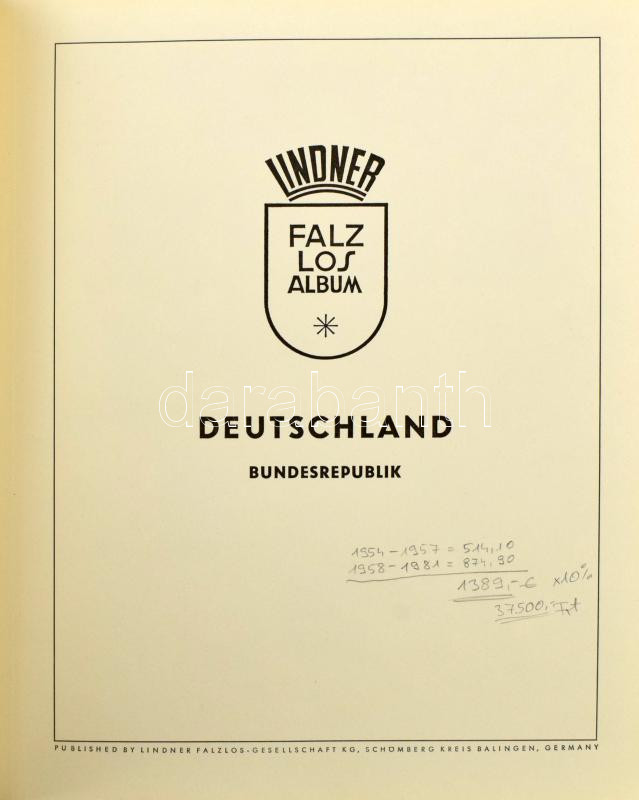 LINDNER
FALZ
LOS
ALBUM
darabanth
DEUTSCHLAND
BUNDESREPUBLIK
1954 - 1957 = 514,10
1958 - 1981 = 874,90
1389,- € x10%
37.500,- Ft
PUBLISHED BY LINDNER FALZLOS-GESELLSCHAFT KG, SCHÖMBERG KREIS BALINGEN, GERMANY